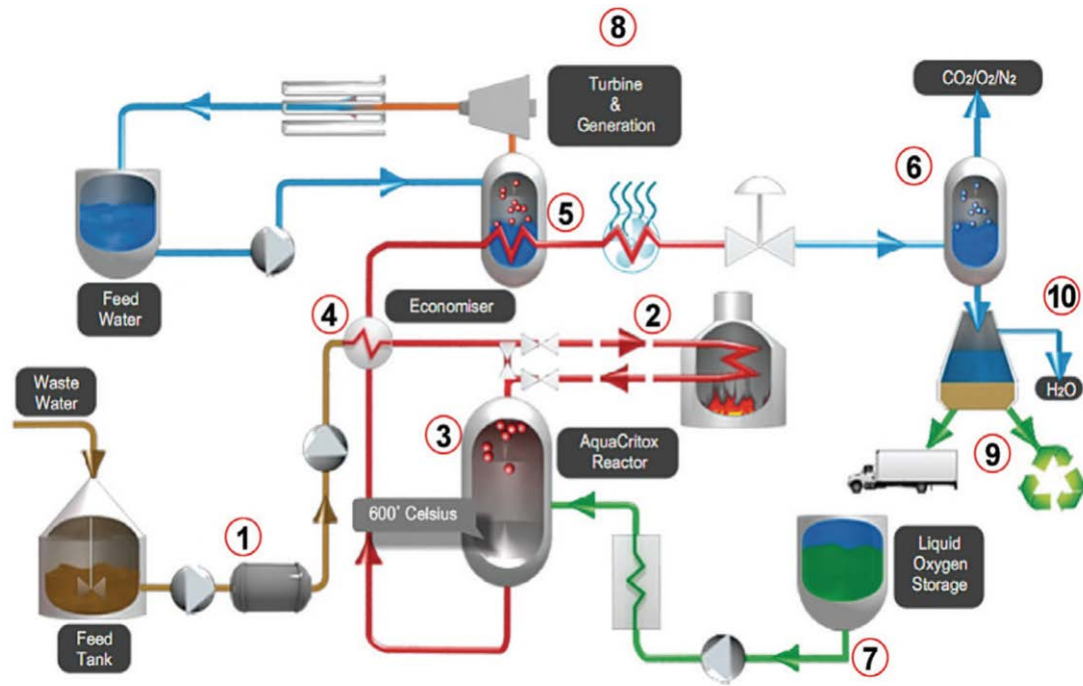 8
Turbine
&
Generation
CO2/O2/N2
6
5
Feed
Water
Economiser
4
2
10
H2O
Waste
Water
3
AquaCritox
Reactor
9
600° Celsius
1
Liquid
Oxygen
Storage
Feed
Tank
7